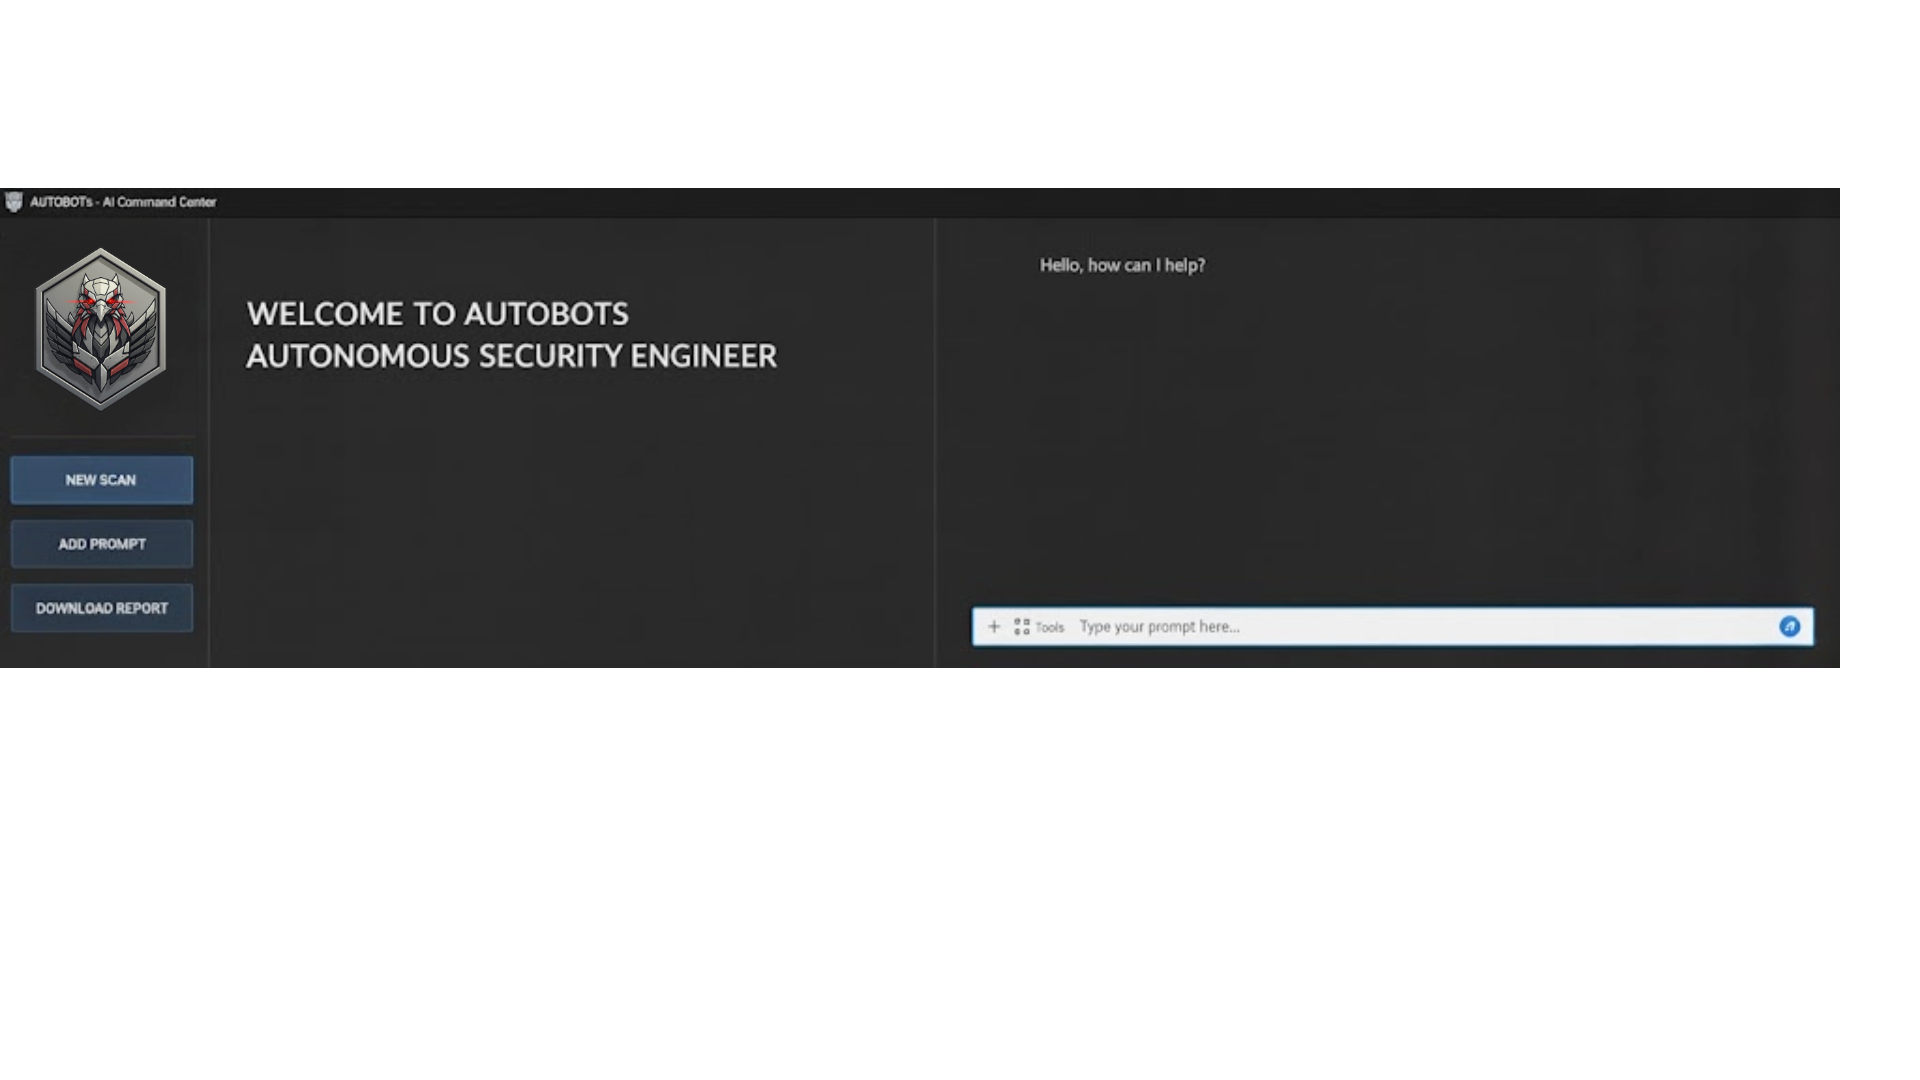 AUTOBOTs - AI Command Center
WELCOME TO AUTOBOTS
AUTONOMOUS SECURITY ENGINEER
NEW SCAN
ADD PROMPT
DOWNLOAD REPORT
Hello, how can I help?
+ Tools Type your prompt here...